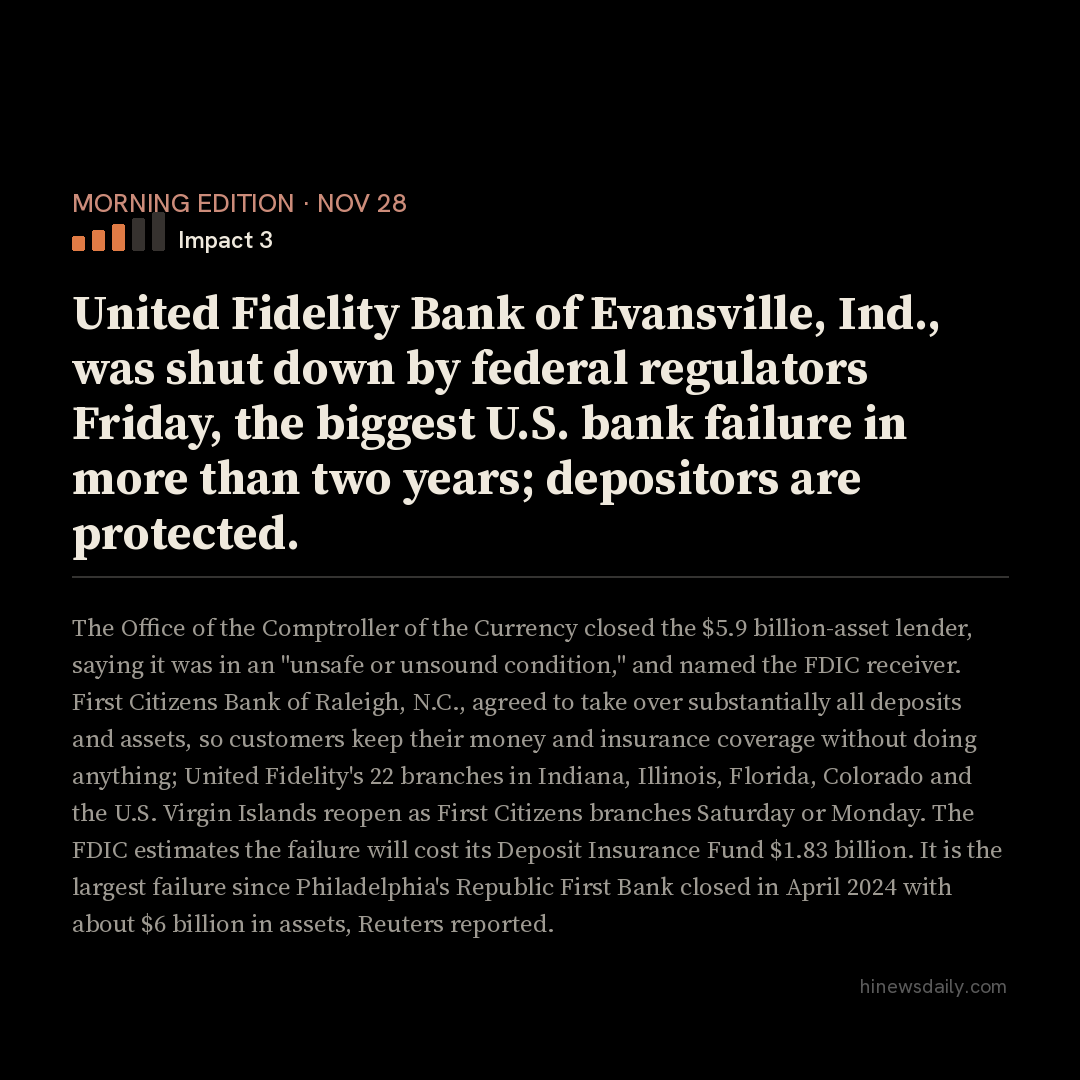 MORNING EDITION · NOV 28
Impact 3
United Fidelity Bank of Evansville, Ind.,
was shut down by federal regulators
Friday, the biggest U.S. bank failure in
more than two years; depositors are
protected.
The Office of the Comptroller of the Currency closed the $5.9 billion-asset lender,
saying it was in an "unsafe or unsound condition," and named the FDIC receiver.
First Citizens Bank of Raleigh, N.C., agreed to take over substantially all deposits
and assets, so customers keep their money and insurance coverage without doing
anything; United Fidelity's 22 branches in Indiana, Illinois, Florida, Colorado and
the U.S. Virgin Islands reopen as First Citizens branches Saturday or Monday. The
FDIC estimates the failure will cost its Deposit Insurance Fund $1.83 billion. It is the
largest failure since Philadelphia's Republic First Bank closed in April 2024 with
about $6 billion in assets, Reuters reported.
hinewsdaily.com